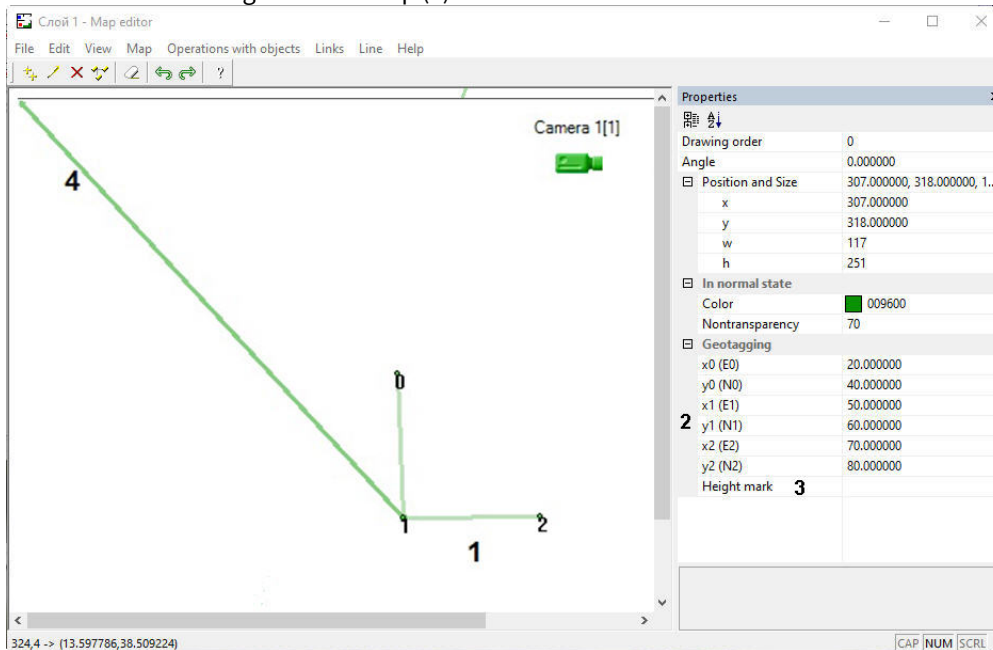 Слой 1 - Map editor
File Edit View Map Operations with objects Links Line Help
?
Properties
Camera 1[1]
4
0
1
2
1
Drawing order 0
Angle 0.000000
Position and Size 307.000000, 318.000000, 1...
x 307.000000
y 318.000000
w 117
h 251
In normal state
Color 009600
Nontransparency 70
Geotagging
x0 (E0) 20.000000
y0 (N0) 40.000000
x1 (E1) 50.000000
2 y1 (N1) 60.000000
x2 (E2) 70.000000
y2 (N2) 80.000000
Height mark 3
324,4 -> (13.597786,38.509224)
CAP NUM SCRL